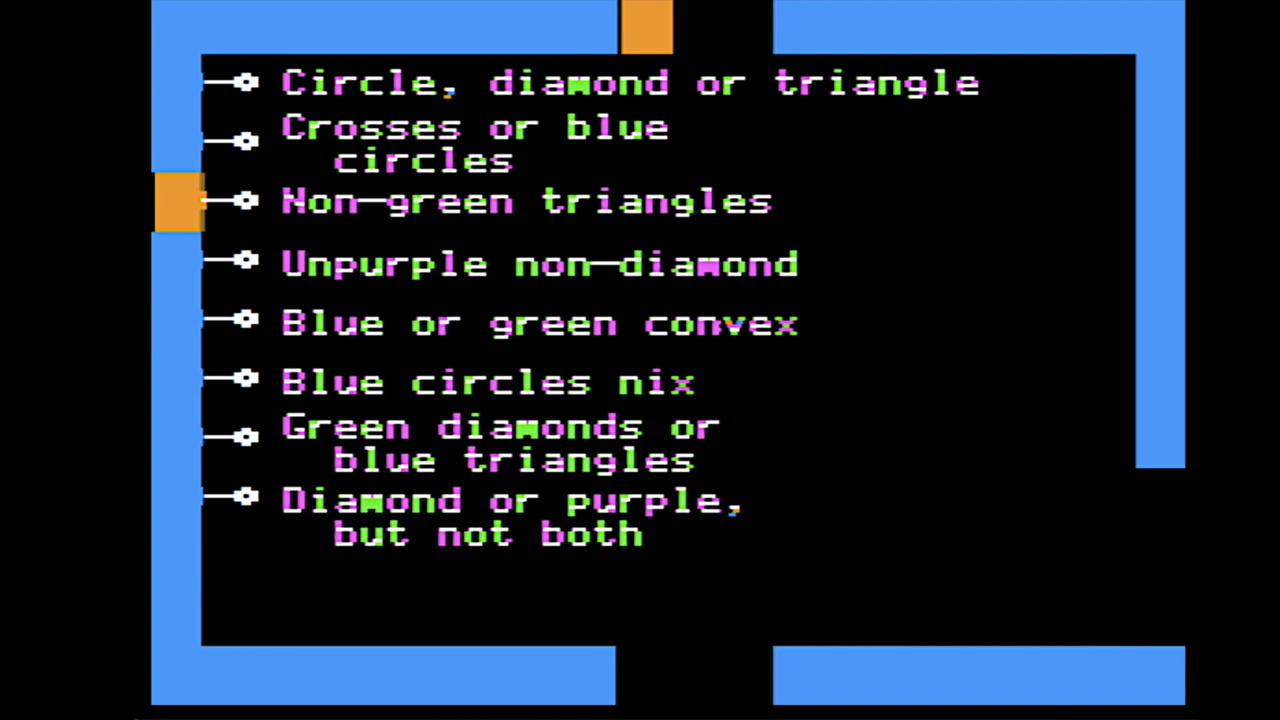 Circle, diamond or triangle
Crosses or blue
circles
Non-green triangles
Unpurple non-diamond
Blue or green convex
Blue circles nix
Green diamonds or
blue triangles
Diamond or purple,
but not both